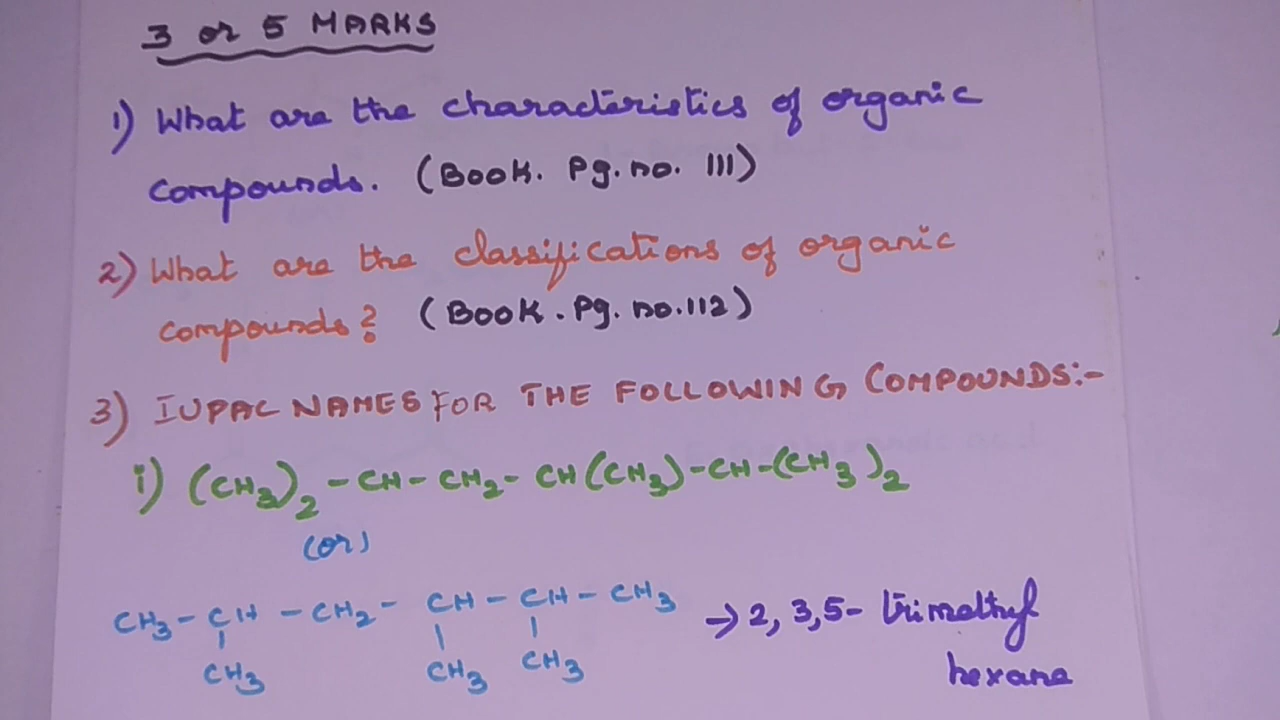 3 or 5 MARKS
1) What are the characteristics of organic
compounds. (Book. Pg. no. 111)
2) What are the classifications of organic
compounds? (Book. Pg. no. 112)
3) IUPAC NAMES FOR THE FOLLOWING COMPOUNDS:-
i) (CH₃)₂ - CH - CH₂ - CH(CH₃) - CH - (CH₃)₂
(or)
CH₃ - CH - CH₂ - CH - CH - CH₃ → 2, 3, 5 - trimethyl
CH₃ CH₃ CH₃ hexane